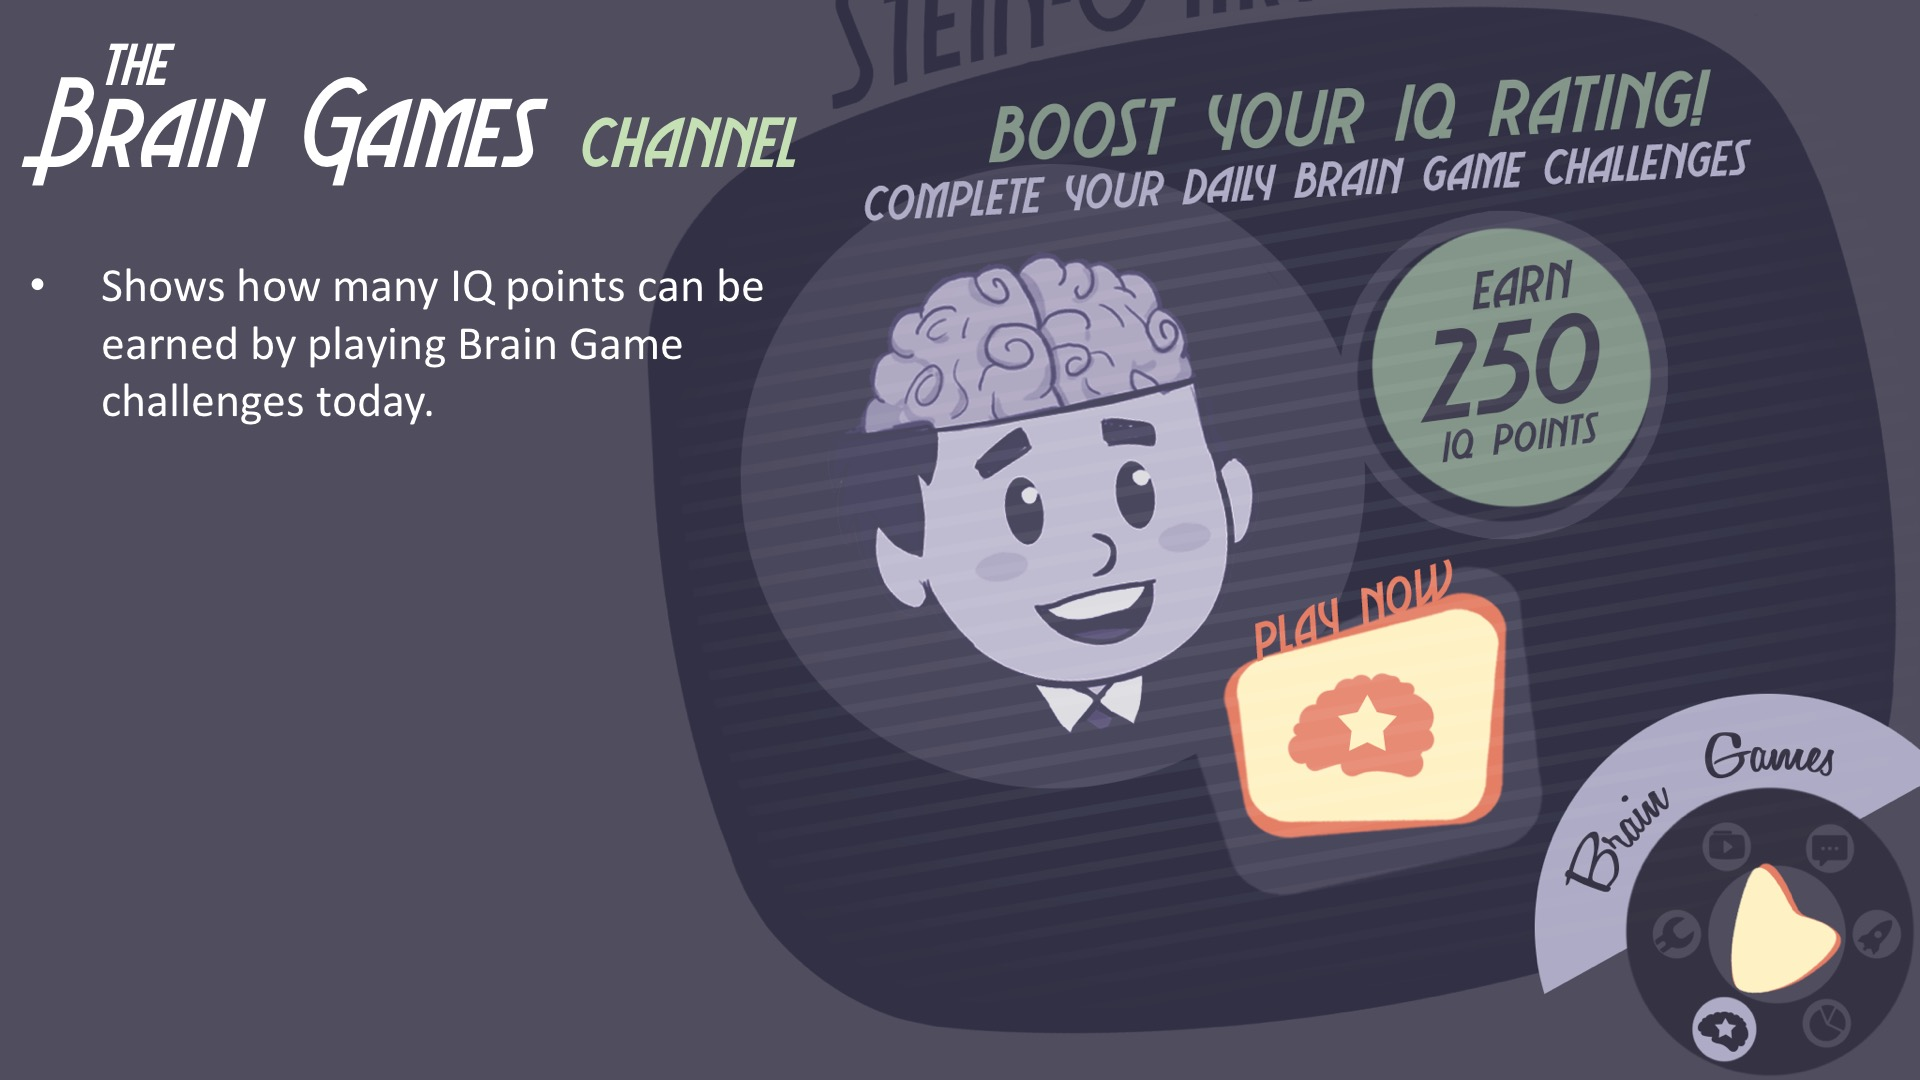 THE
BRAIN GAMES CHANNEL
• Shows how many IQ points can be
earned by playing Brain Game
challenges today.
BOOST YOUR IQ RATING!
COMPLETE YOUR DAILY BRAIN GAME CHALLENGES
EARN
250
IQ POINTS
PLAY NOW
Brain Games